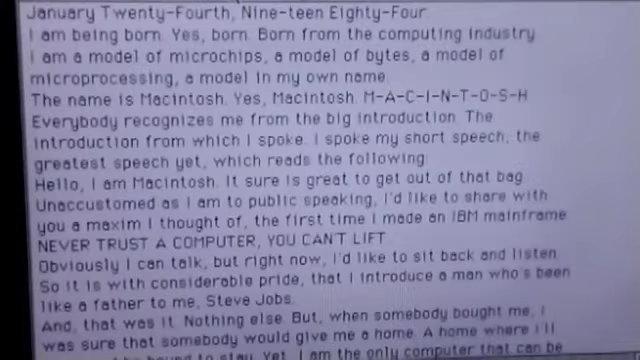 January Twenty-Fourth, Nine-teen Eighty-Four
I am being born. Yes, born. Born from the computing industry
I am a model of microchips, a model of bytes, a model of
microprocessing, a model in my own name.
The name is Macintosh. Yes, Macintosh. M-A-C-I-N-T-O-S-H
Everybody recognizes me from the big introduction. The
introduction from which I spoke. I spoke my short speech, the
greatest speech yet, which reads the following:
Hello, I am Macintosh. It sure is great to get out of that bag.
Unaccustomed as I am to public speaking, I'd like to share with
you a maxim I thought of, the first time I made an IBM mainframe
NEVER TRUST A COMPUTER, YOU CAN'T LIFT
Obviously I can talk, but right now, I'd like to sit back and listen.
So it is with considerable pride, that I introduce a man who's been
like a father to me, Steve Jobs.
And, that was it. Nothing else. But, when somebody bought me, I
was sure that somebody would give me a home. A home where I'll
be bound to stay. Yet, I am the only computer that can be